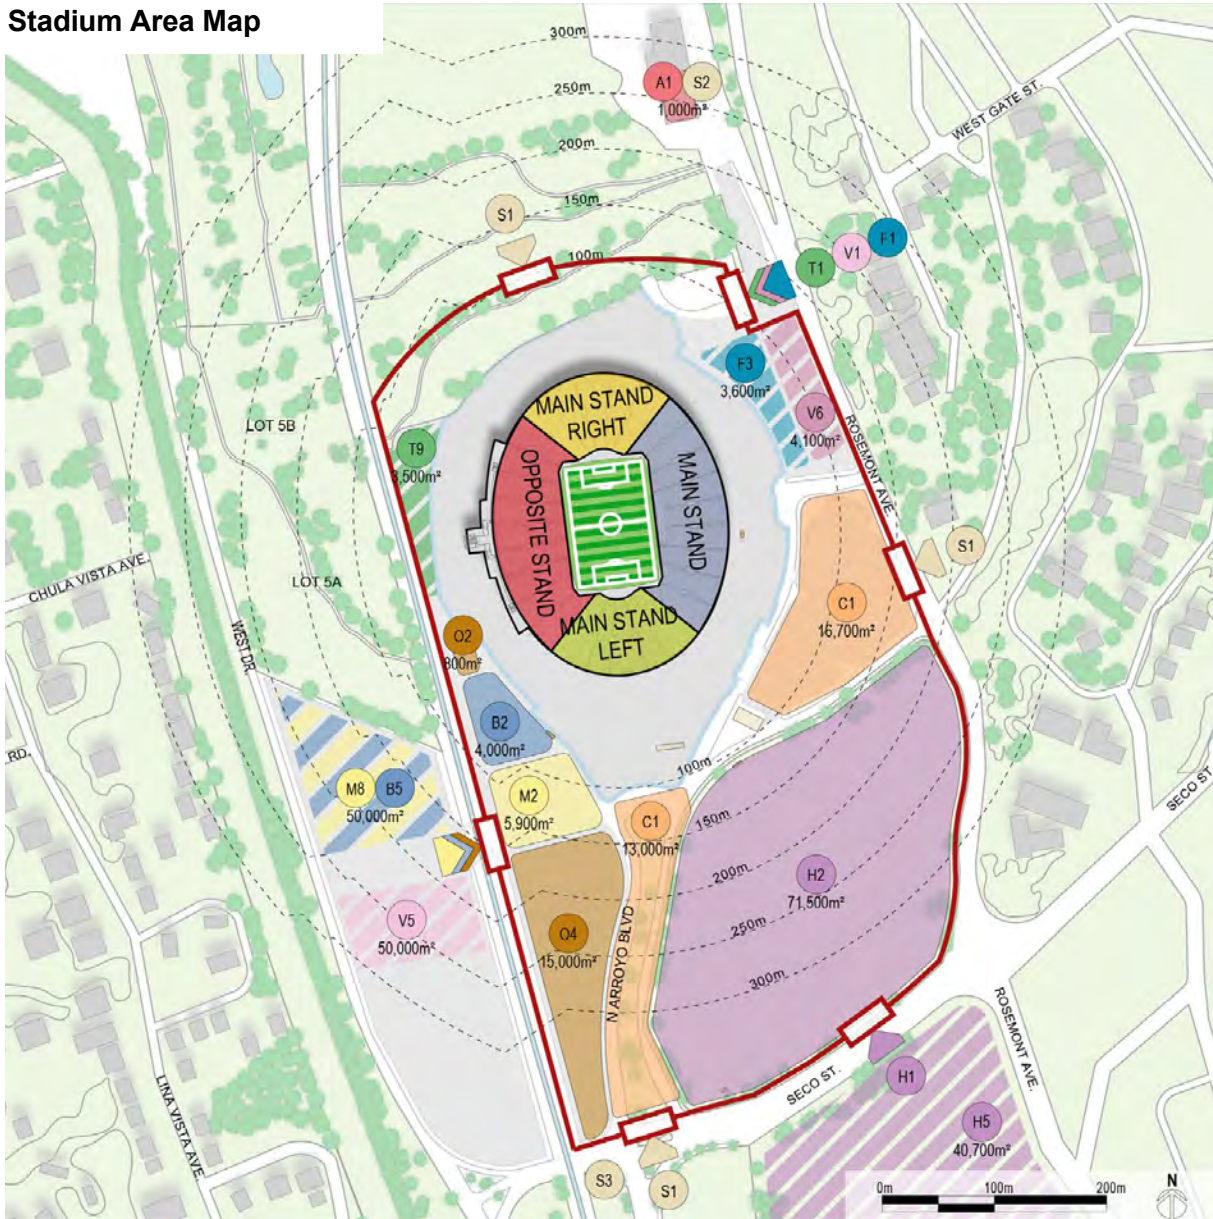 Stadium Area Map
300m
A1
S2
250m
1,000m²
WEST GATE ST.
200m
150m
S1
100m
T1
V1
F1
F3
3,600m²
V6
4,100m²
ROSEMONT AVE.
MAIN STAND
RIGHT
LOT 5B
T9
3,500m²
OPPOSITE STAND
MAIN STAND
S1
CHULA VISTA AVE.
LOT 5A
C1
16,700m²
MAIN STAND
LEFT
O2
800m²
WEST DR.
B2
4,000m²
RD.
M8
B5
50,000m²
M2
5,900m²
100m
SECO ST
C1
13,000m²
150m
200m
H2
71,500m²
V5
50,000m²
O4
15,000m²
N ARROYO BLVD
250m
300m
ROSEMONT AVE.
LINA VISTA AVE.
SECO ST.
H1
H5
40,700m²
S3
S1
0m
100m
200m
N